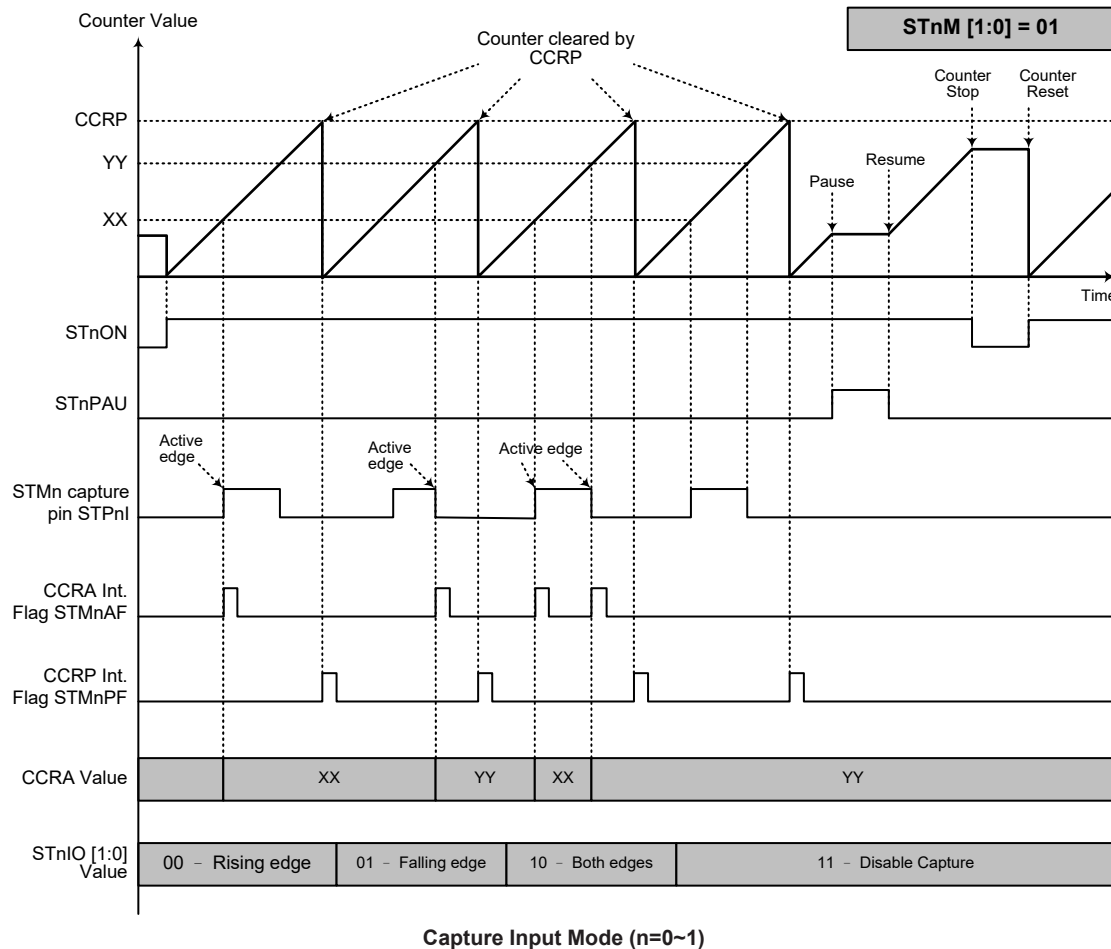 Counter Value
STnM [1:0] = 01
Counter cleared by
CCRP
Counter
Stop
Counter
Reset
CCRP
YY
Resume
Pause
XX
Time
STnON
STnPAU
Active
edge
Active
edge
Active edge
STMn capture
pin STPnI
CCRA Int.
Flag STMnAF
CCRP Int.
Flag STMnPF
CCRA Value
XX
YY
XX
YY
STnIO [1:0]
Value
00 – Rising edge
01 – Falling edge
10 – Both edges
11 – Disable Capture
Capture Input Mode (n=0~1)